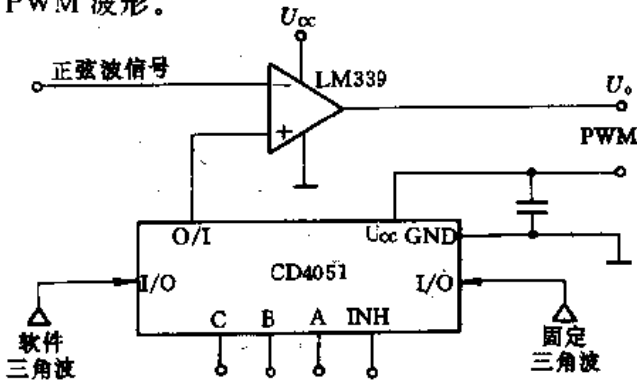 PWM 波形。
Ucc
正弦波信号
LM339
−
+
Uo
PWM
O/I
Ucc GND
I/O
CD4051
I/O
C B A INH
软件
三角波
固定
三角波